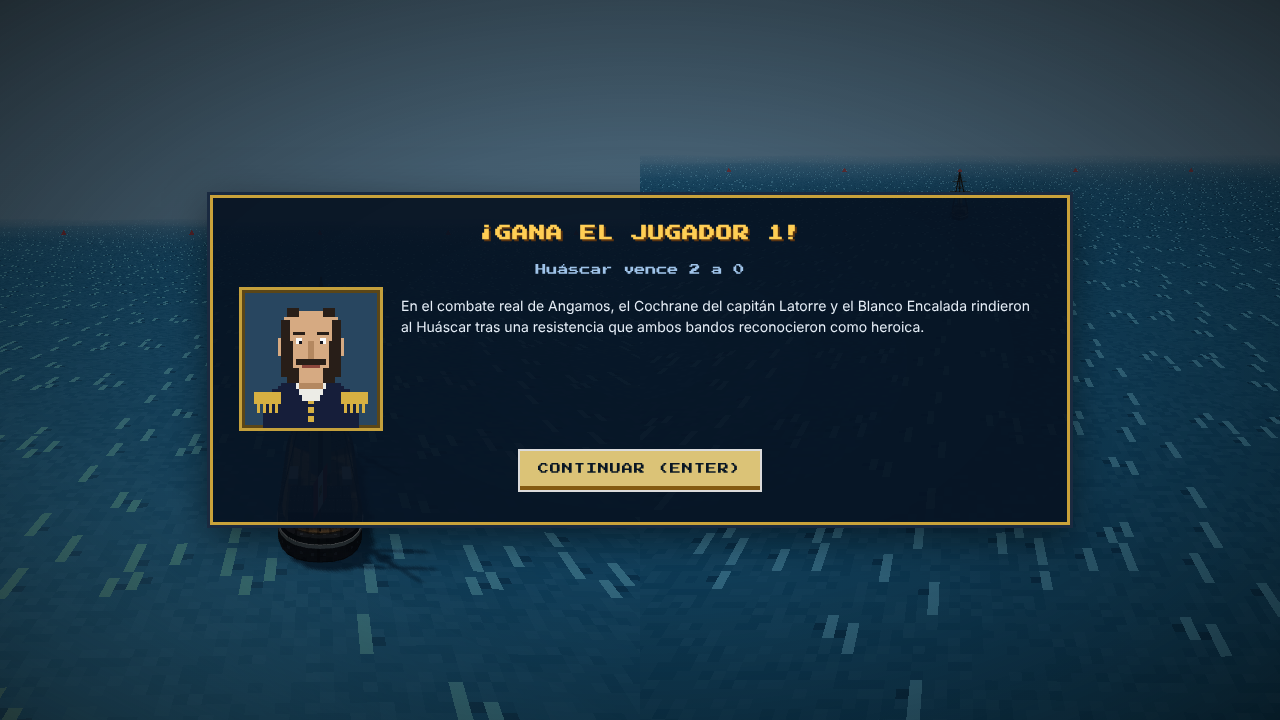 ¡GANA EL JUGADOR 1!
Huáscar vence 2 a 0
En el combate real de Angamos, el Cochrane del capitán Latorre y el Blanco Encalada rindieron
al Huáscar tras una resistencia que ambos bandos reconocieron como heroica.
CONTINUAR (ENTER)